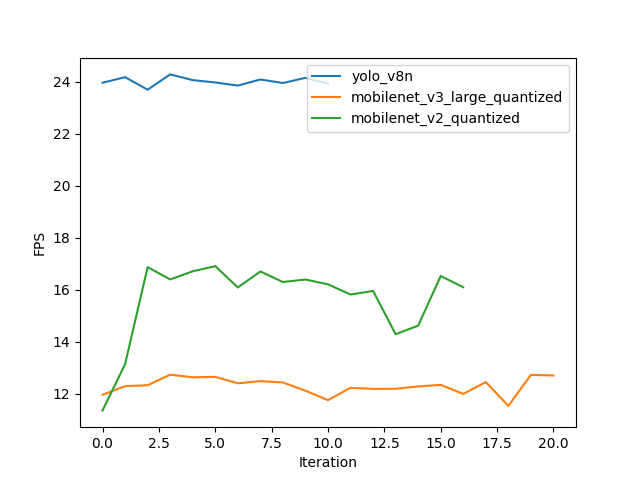 yolo_v8n
mobilenet_v3_large_quantized
mobilenet_v2_quantized
FPS
24
22
20
18
16
14
12
0.0 2.5 5.0 7.5 10.0 12.5 15.0 17.5 20.0
Iteration